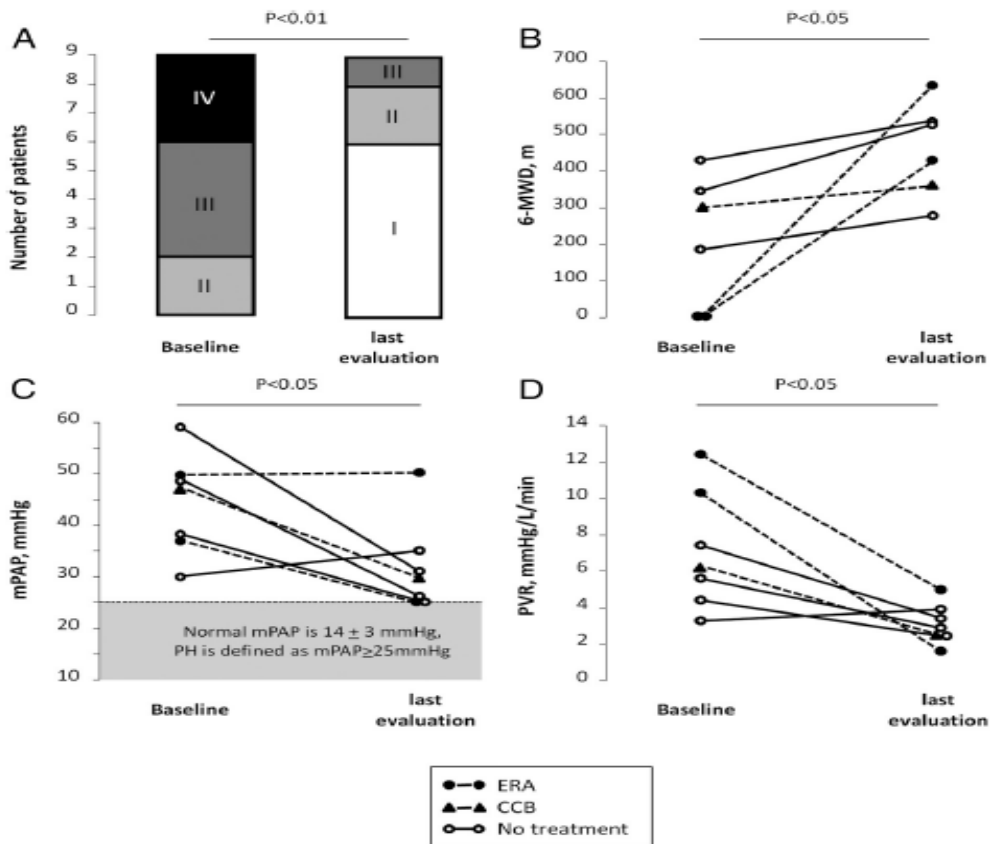 A
P<0.01
Number of patients
9
8
7
6
5
4
3
2
1
0
IV
III
II
III
II
I
Baseline
last
evaluation
B
P<0.05
6-MWD, m
700
600
500
400
300
200
100
0
Baseline
last
evaluation
C
P<0.05
mPAP, mmHg
60
50
40
30
20
10
Normal mPAP is 14 ± 3 mmHg,
PH is defined as mPAP≥25mmHg
Baseline
last
evaluation
D
P<0.05
PVR, mmHg/L/min
14
12
10
8
6
4
2
0
Baseline
last
evaluation
ERA
CCB
No treatment